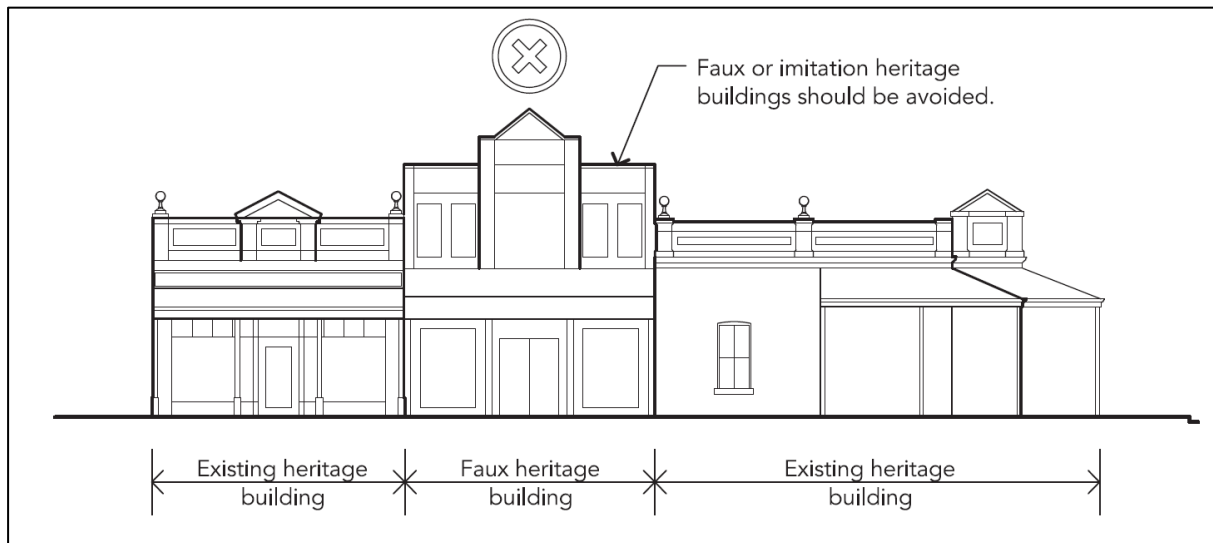 Faux or imitation heritage
buildings should be avoided.
Existing heritage
building
Faux heritage
building
Existing heritage
building